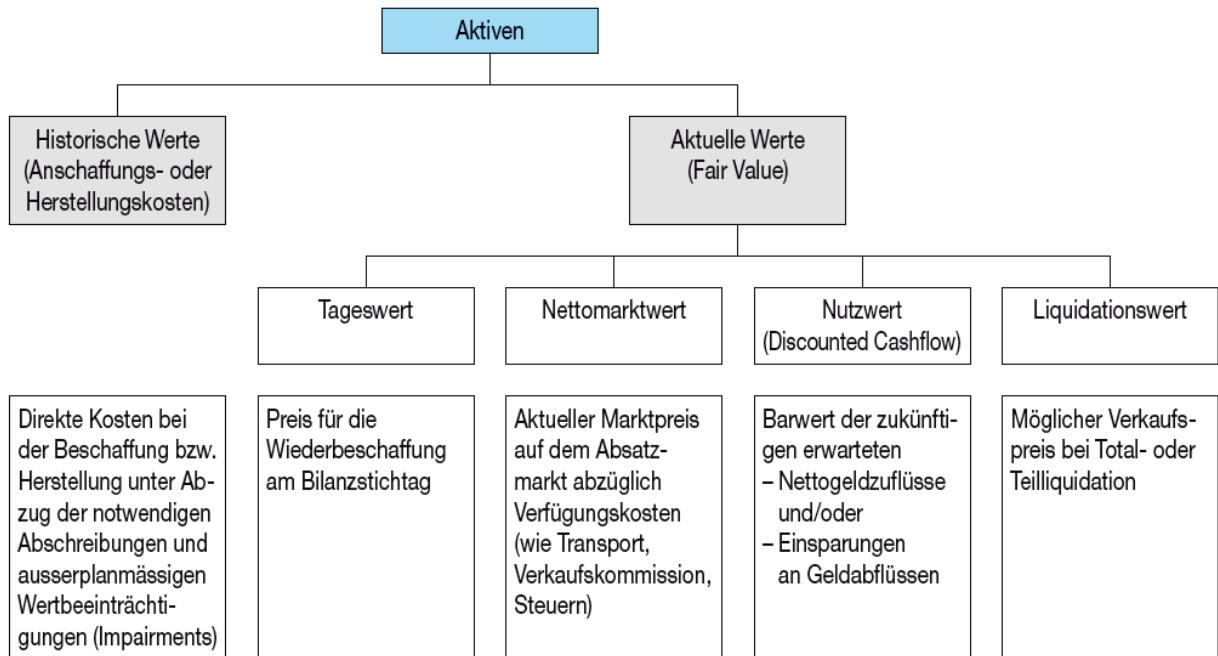 Aktiven
Historische Werte
(Anschaffungs- oder
Herstellungskosten)
Aktuelle Werte
(Fair Value)
Tageswert
Nettomarktwert
Nutzwert
(Discounted Cashflow)
Liquidationswert
Direkte Kosten bei
der Beschaffung bzw.
Herstellung unter Ab-
zug der notwendigen
Abschreibungen und
ausserplanmässigen
Wertbeeinträchti-
gungen (Impairments)
Preis für die
Wiederbeschaffung
am Bilanzstichtag
Aktueller Marktpreis
auf dem Absatz-
markt abzüglich
Verfügungskosten
(wie Transport,
Verkaufskommission,
Steuern)
Barwert der zukünfti-
gen erwarteten
– Nettogeldzuflüsse
und/oder
– Einsparungen
an Geldabflüssen
Möglicher Verkaufs-
preis bei Total- oder
Teilliquidation